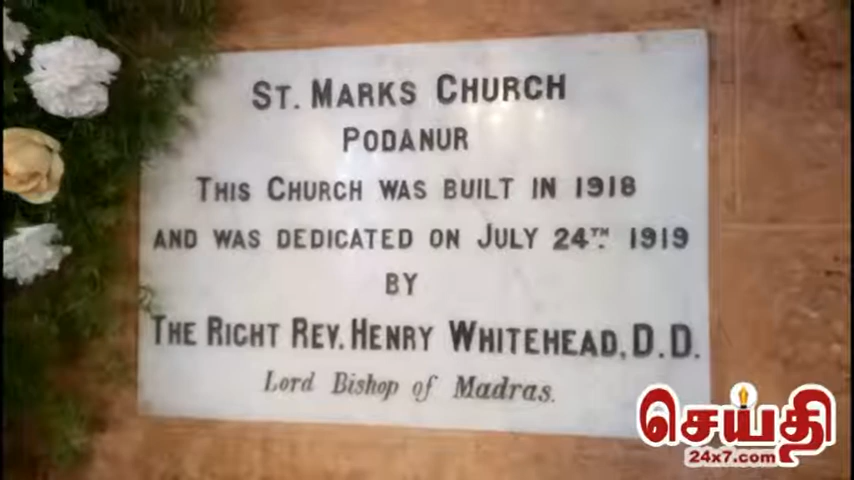 ST. MARKS CHURCH
PODANUR
THIS CHURCH WAS BUILT IN 1918
AND WAS DEDICATED ON JULY 24TH. 1919
BY
THE RIGHT REV. HENRY WHITEHEAD, D.D.
Lord Bishop of Madras.
செய்தி
24x7.com